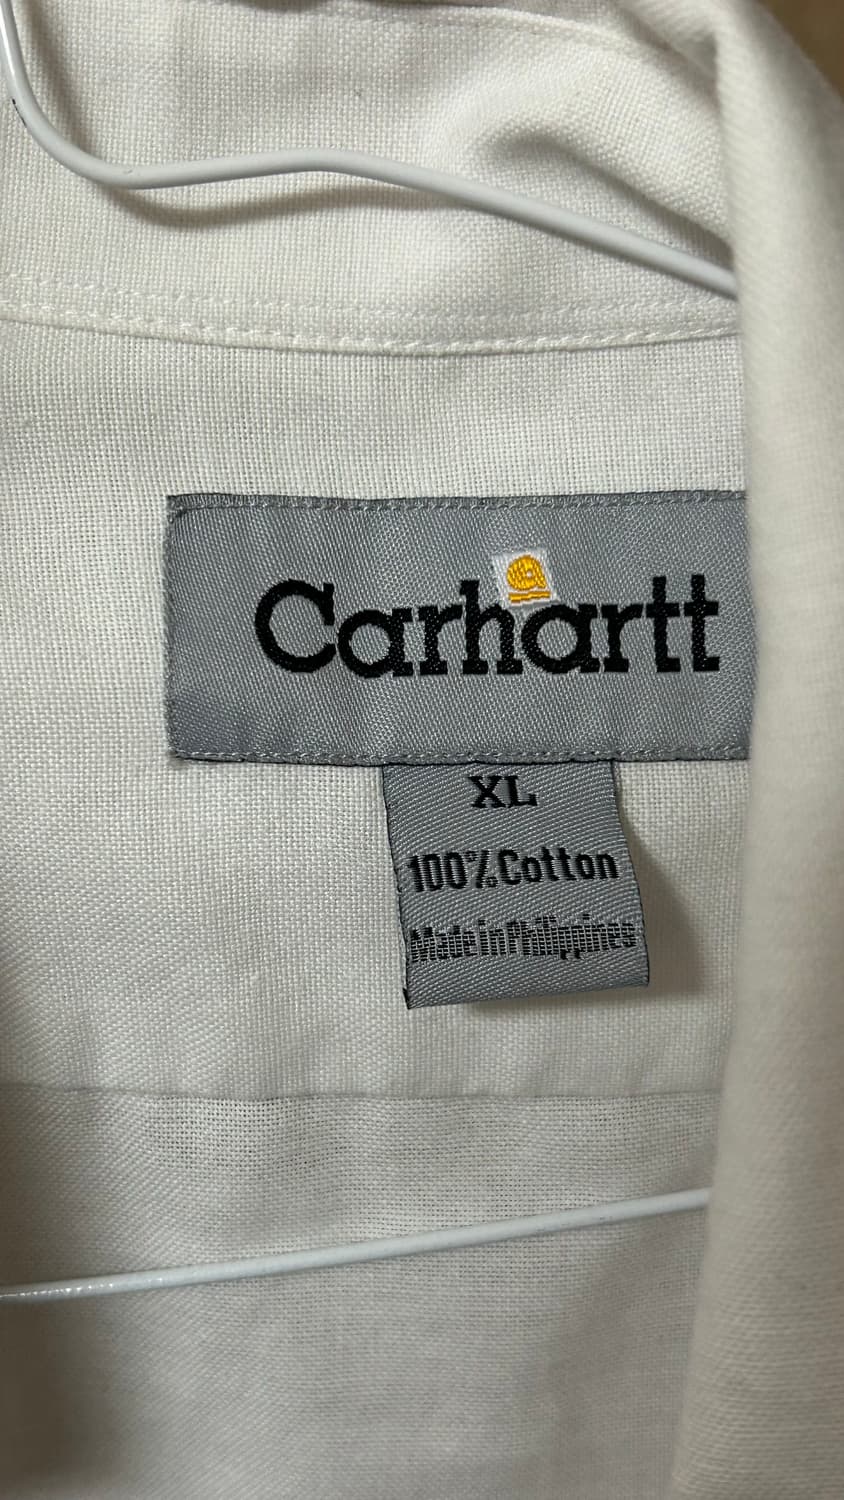 Carhartt
XL
100% Cotton
Made in Philippines